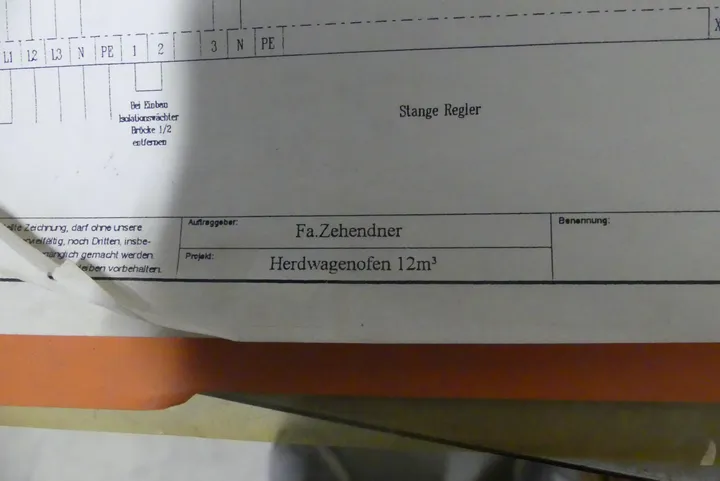 L1 L2 L3 N PE 1 2 3 N PE X
Bei Einbau
Isolationswächter
Brücke 1/2
entfernen
Stange Regler
Zeichnung, darf ohne unsere
noch Dritten, insbe-
gemacht werden.
vorbehalten.
Auftraggeber:
Fa.Zehendner
Projekt:
Herdwagenofen 12m³
Benennung: